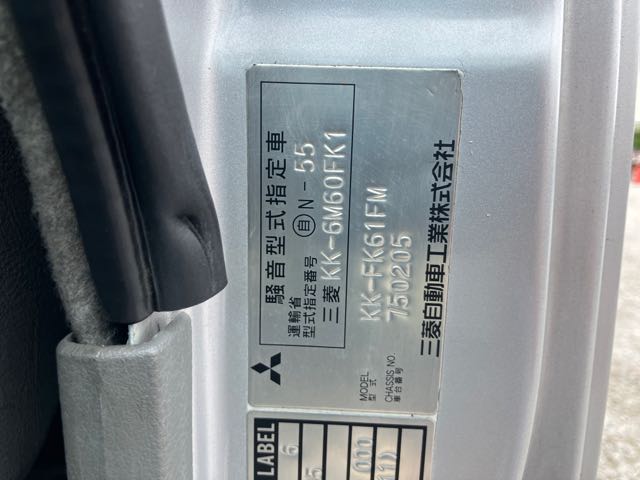 騒音型式指定車
運輸省
型式指定番号 自 N-55
三菱 KK-6M60FK1
MODEL
型式 KK-FK61FM
CHASSIS NO.
車台番号 750205
三菱自動車工業株式会社
LABEL